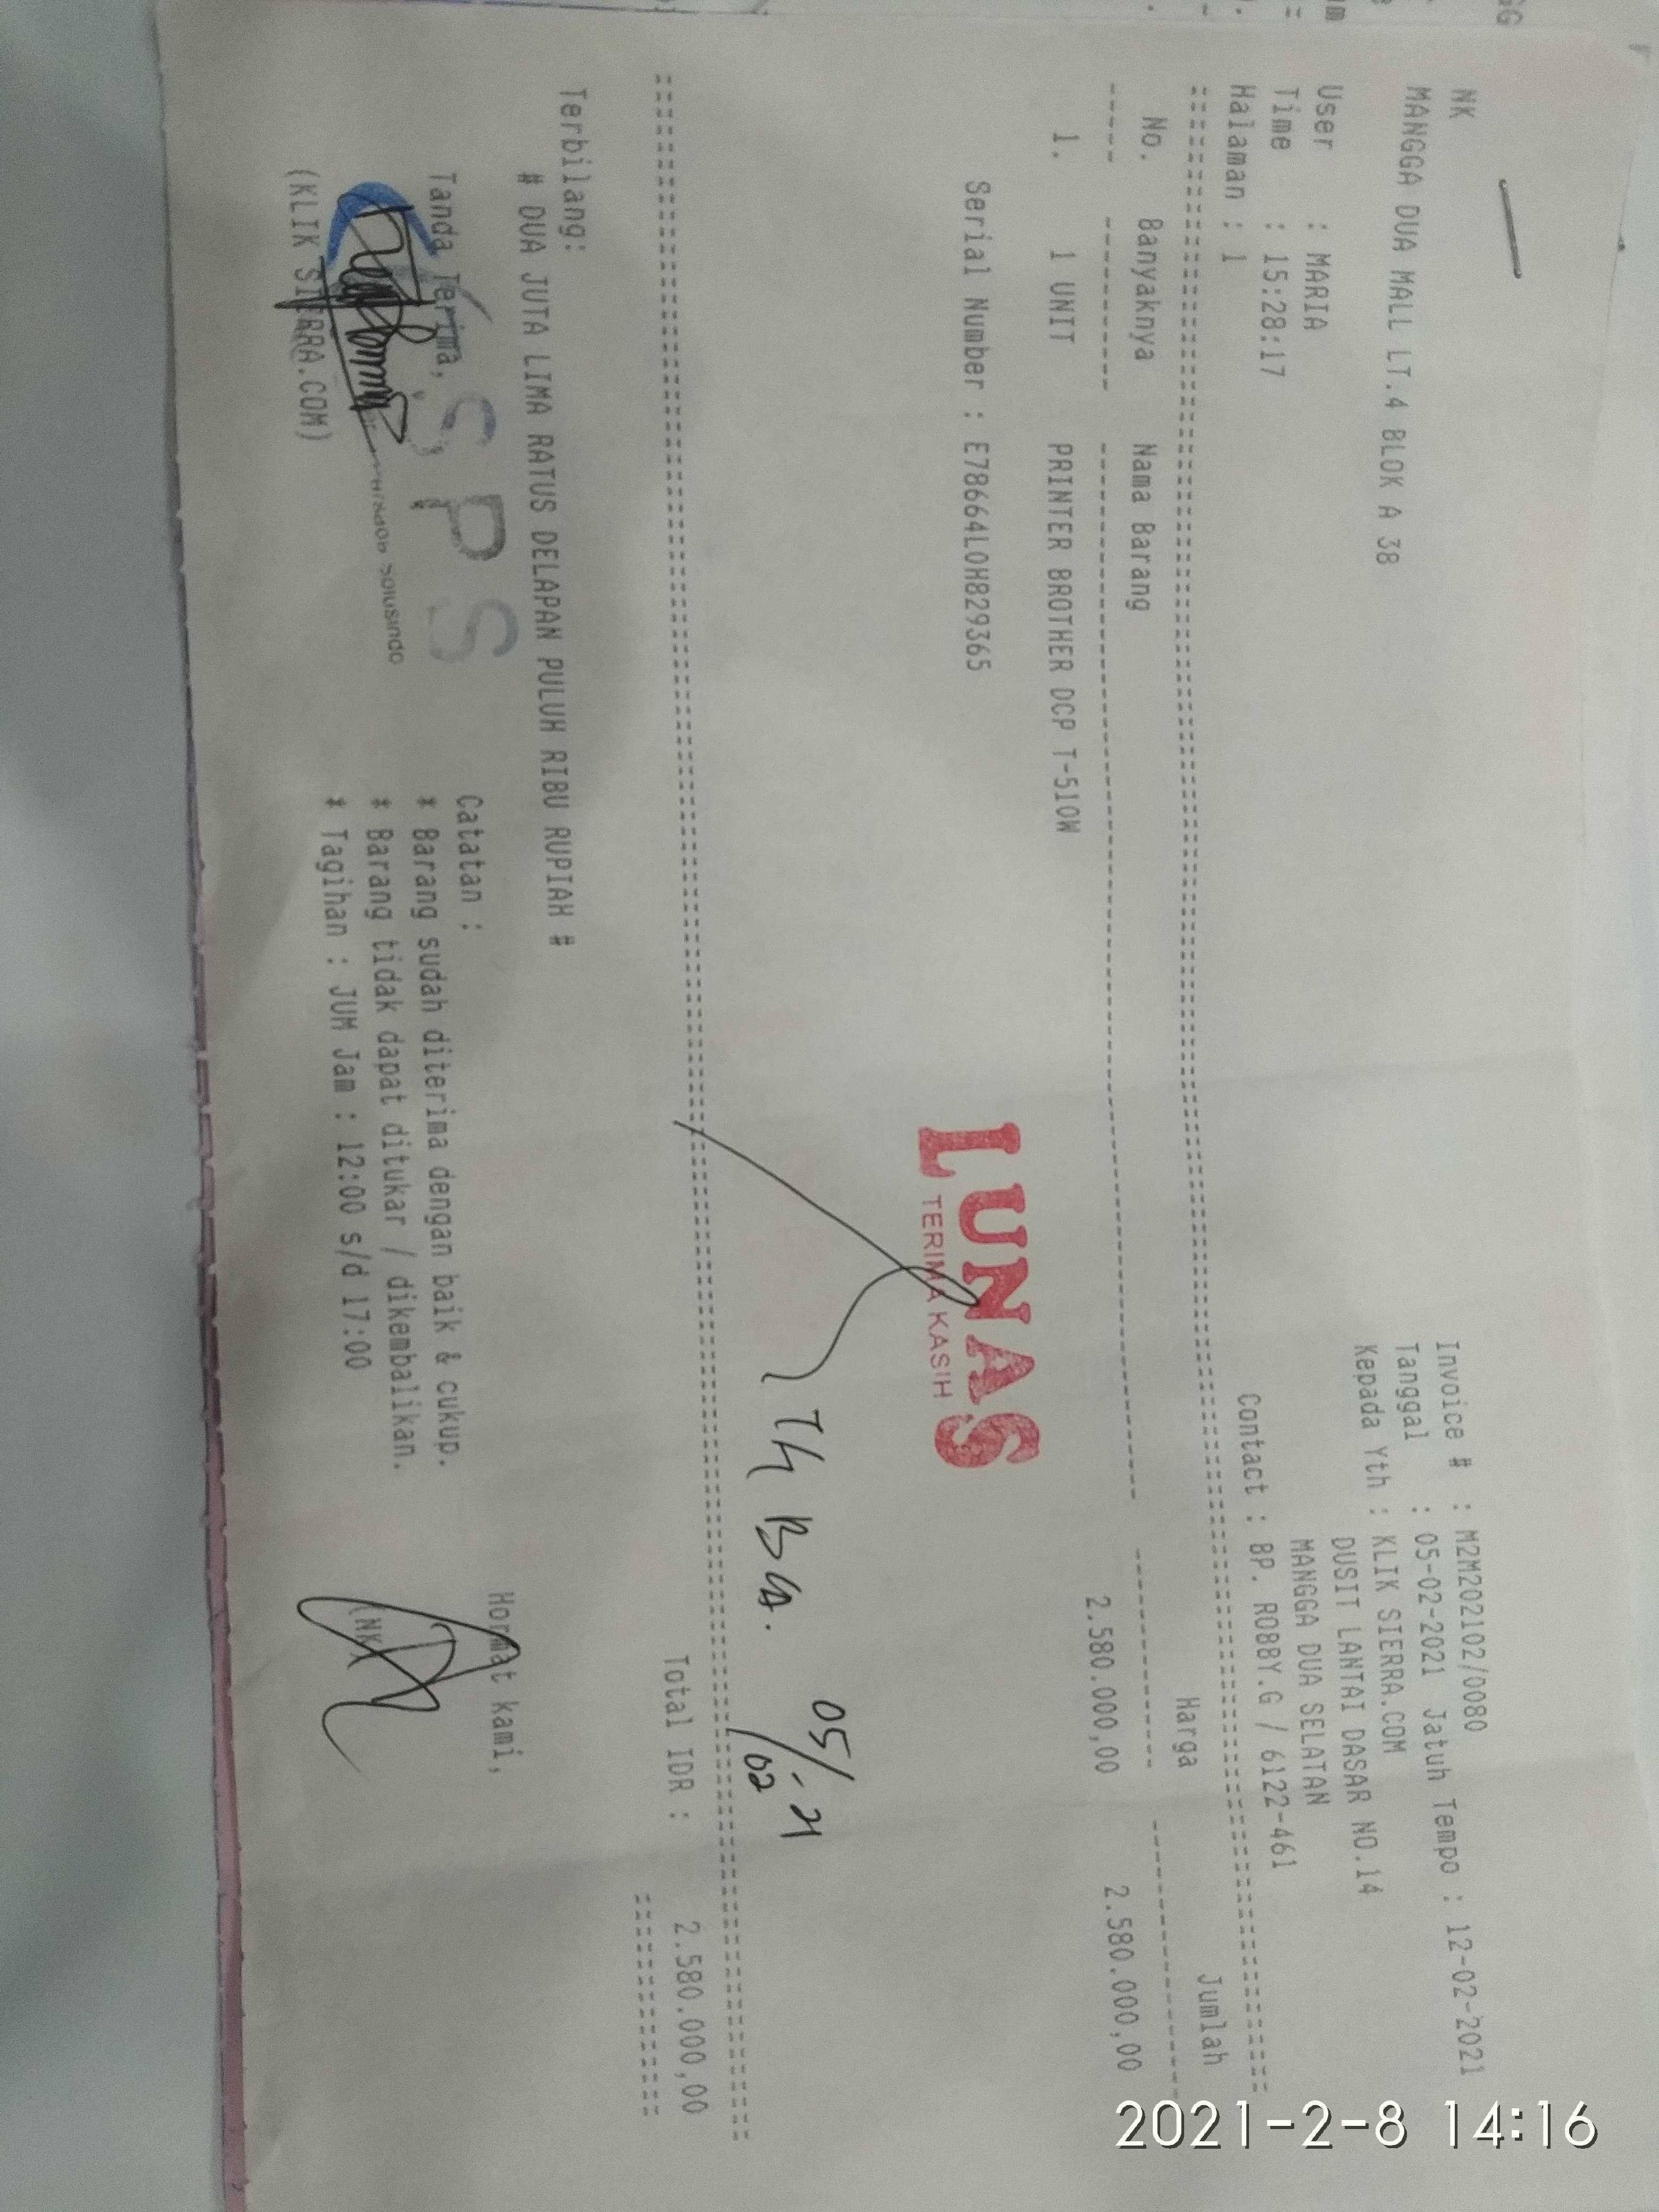 NK
MANGGA DUA MALL LT.4 BLOK A 38
Invoice # : M2M202102/0080
Tanggal : 05-02-2021 Jatuh Tempo : 12-02-2021
Kepada Yth : KLIK SIERRA.COM
DUSIT LANTAI DASAR NO.14
MANGGA DUA SELATAN
Contact : BP. ROBBY.G / 6122-461
User : MARIA
Time : 15:28:17
Halaman : 1
No. Banyaknya Nama Barang Harga Jumlah
1. 1 UNIT PRINTER BROTHER DCP T-510W 2.580.000,00 2.580.000,00
Serial Number : E78664L0H829365
LUNAS
TERIMA KASIH
05/02-21
Total IDR : 2.580.000,00
Terbilang:
# DUA JUTA LIMA RATUS DELAPAN PULUH RIBU RUPIAH #
Tanda Terima,
SPS
Solusindo
(KLIK SIERRA.COM)
Catatan :
* Barang sudah diterima dengan baik & cukup.
* Barang tidak dapat ditukar / dikembalikan.
* Tagihan : JUM Jam : 12:00 s/d 17:00
Hormat kami,
(NK)
2021-2-8 14:16